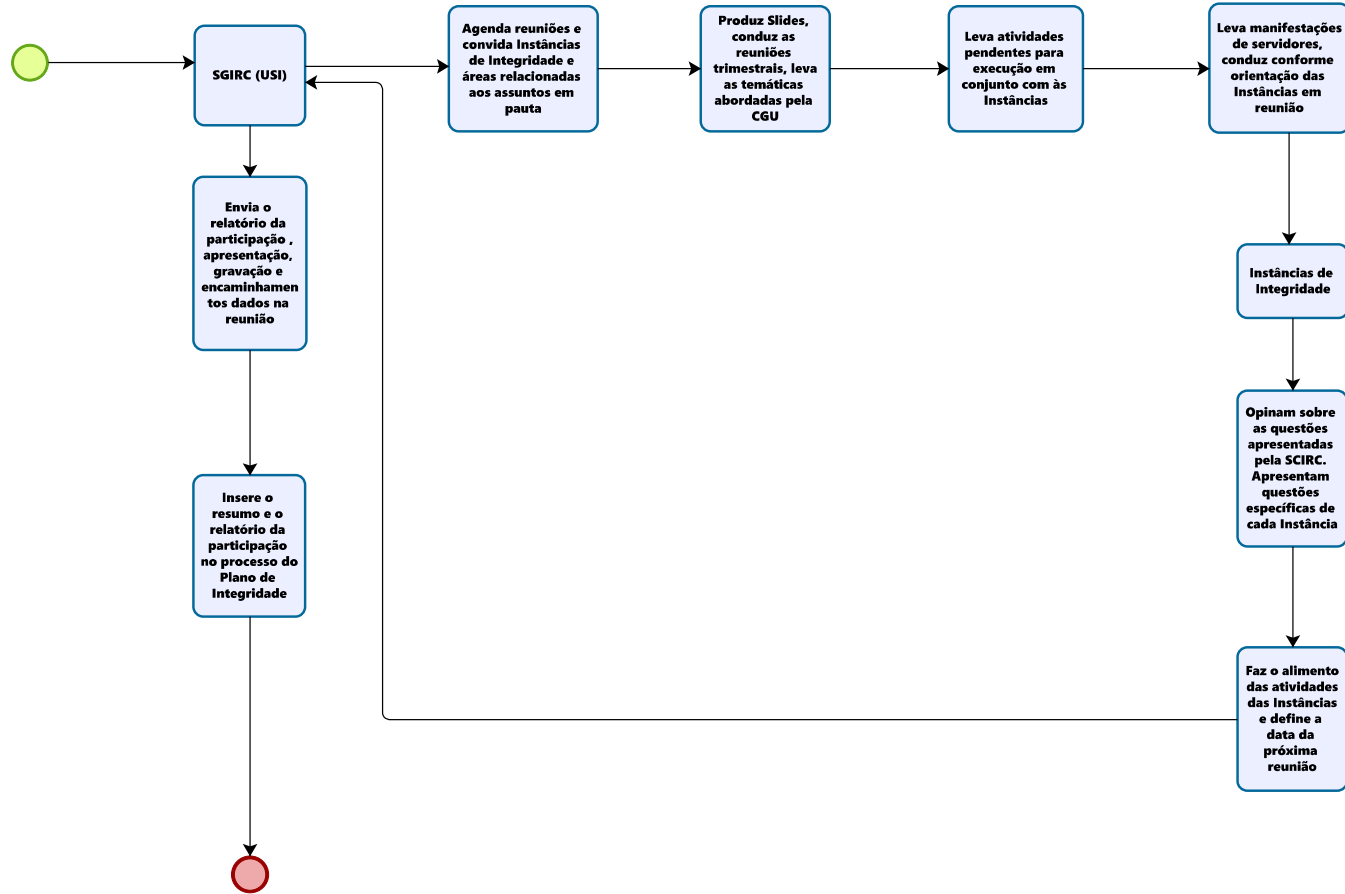 SGIRC (USI)
Agenda reuniões e
convida Instâncias
de Integridade e
áreas relacionadas
aos assuntos em
pauta
Produz Slides,
conduz as
reuniões
trimestrais, leva
as temáticas
abordadas pela
CGU
Leva atividades
pendentes para
execução em
conjunto com às
Instâncias
Leva manifestações
de servidores,
conduz conforme
orientação das
Instâncias em
reunião
Instâncias de
Integridade
Opinam sobre
as questões
apresentadas
pela SCIRC.
Apresentam
questões
específicas de
cada Instância
Faz o alimento
das atividades
das Instâncias
e define a
data da
próxima
reunião
Envia o
relatório da
participação ,
apresentação,
gravação e
encaminhamen
tos dados na
reunião
Insere o
resumo e o
relatório da
participação
no processo do
Plano de
Integridade